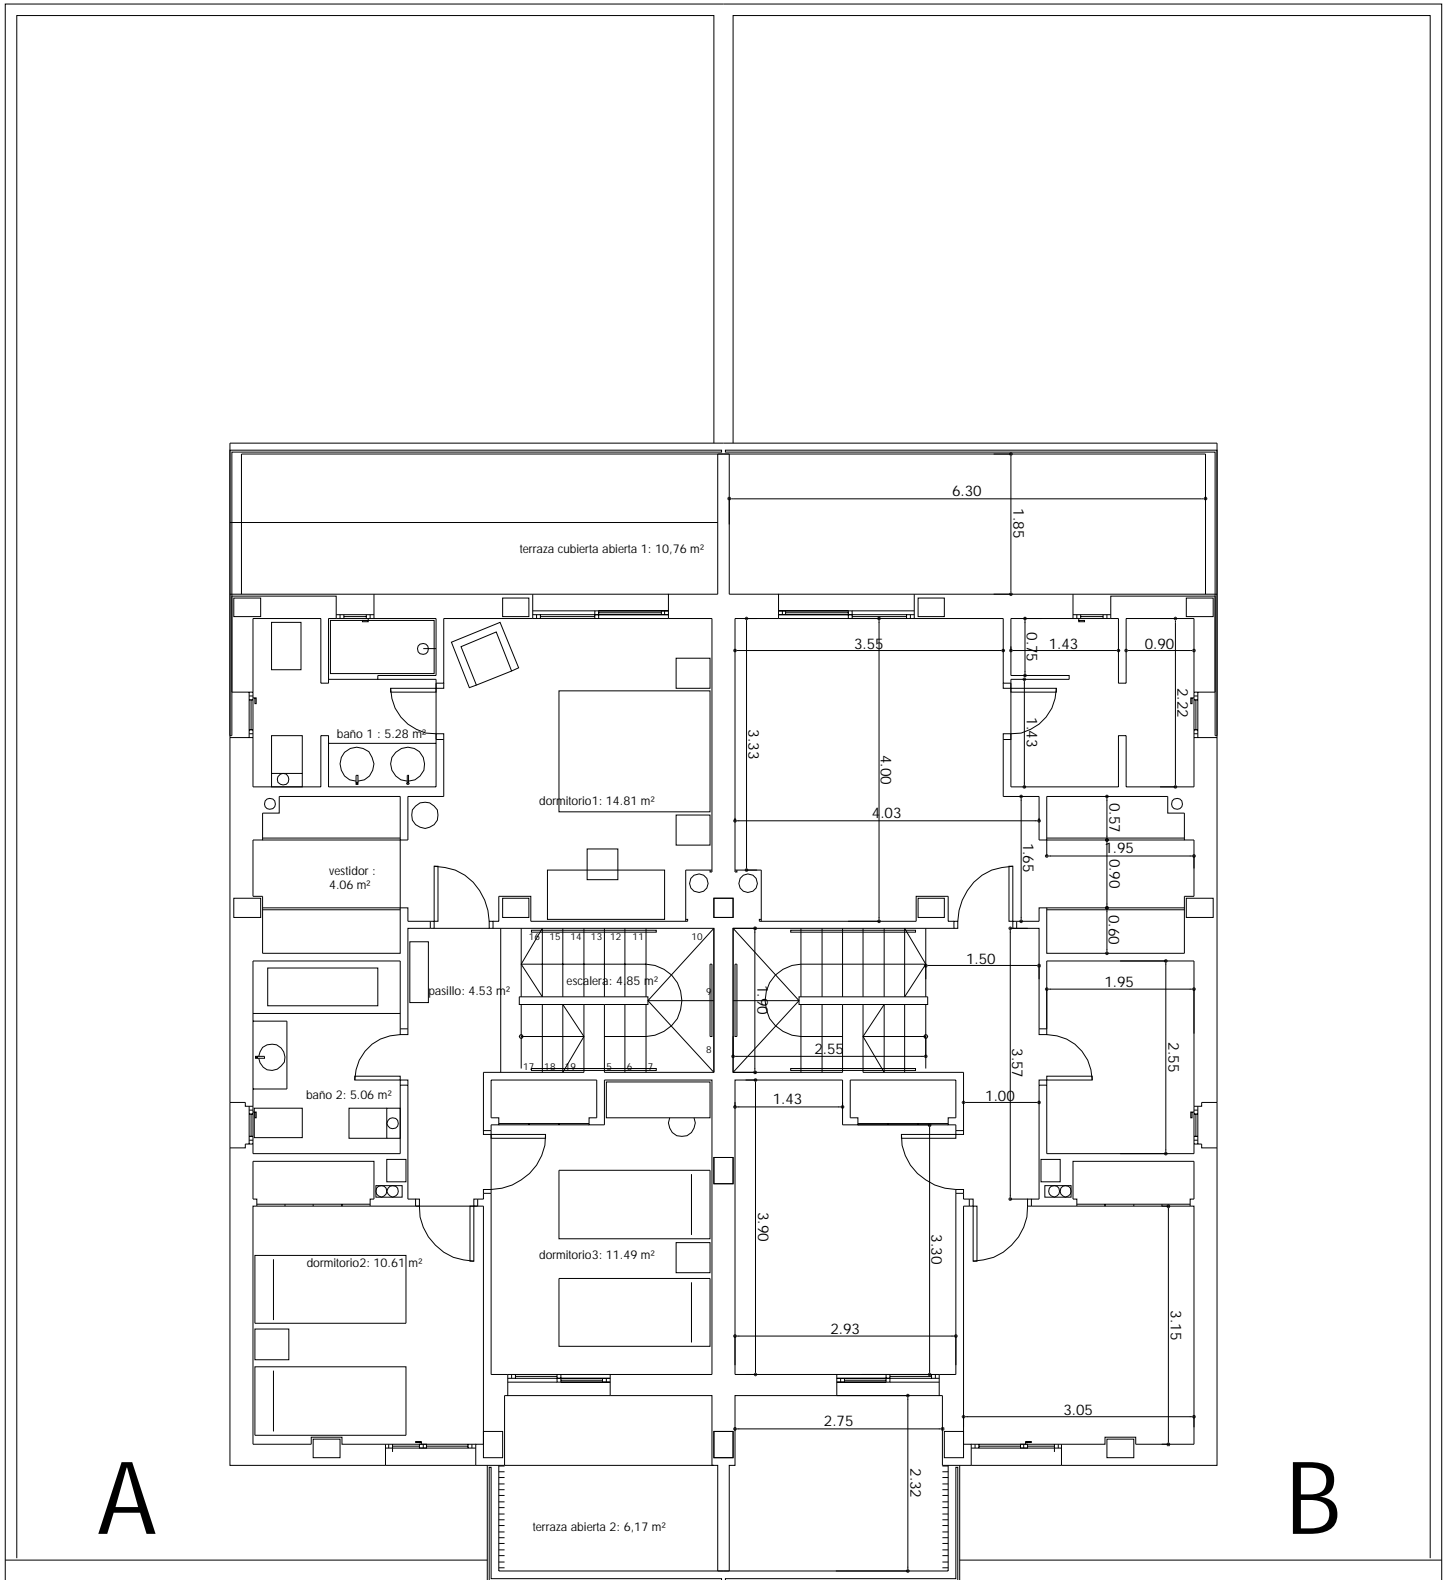 6.30
1.85
terraza cubierta abierta 1: 10,76 m²
3.55
0.75
1.43
0.90
2.22
baño 1 : 5.28 m²
3.33
1.43
4.00
dormitorio1: 14.81 m²
4.03
0.57
1.95
1.65
vestidor :
4.06 m²
0.90
0.60
16 15 14 13 12 11 10
1.50
escalera: 4.85 m²
pasillo: 4.53 m²
9
1.90
1.95
8
2.55
2.55
17 18 19 5 6 7
3.57
baño 2: 5.06 m²
1.43
1.00
3.90
3.30
dormitorio3: 11.49 m²
dormitorio2: 10.61 m²
2.93
3.15
3.05
2.75
2.32
A
B
terraza abierta 2: 6,17 m²